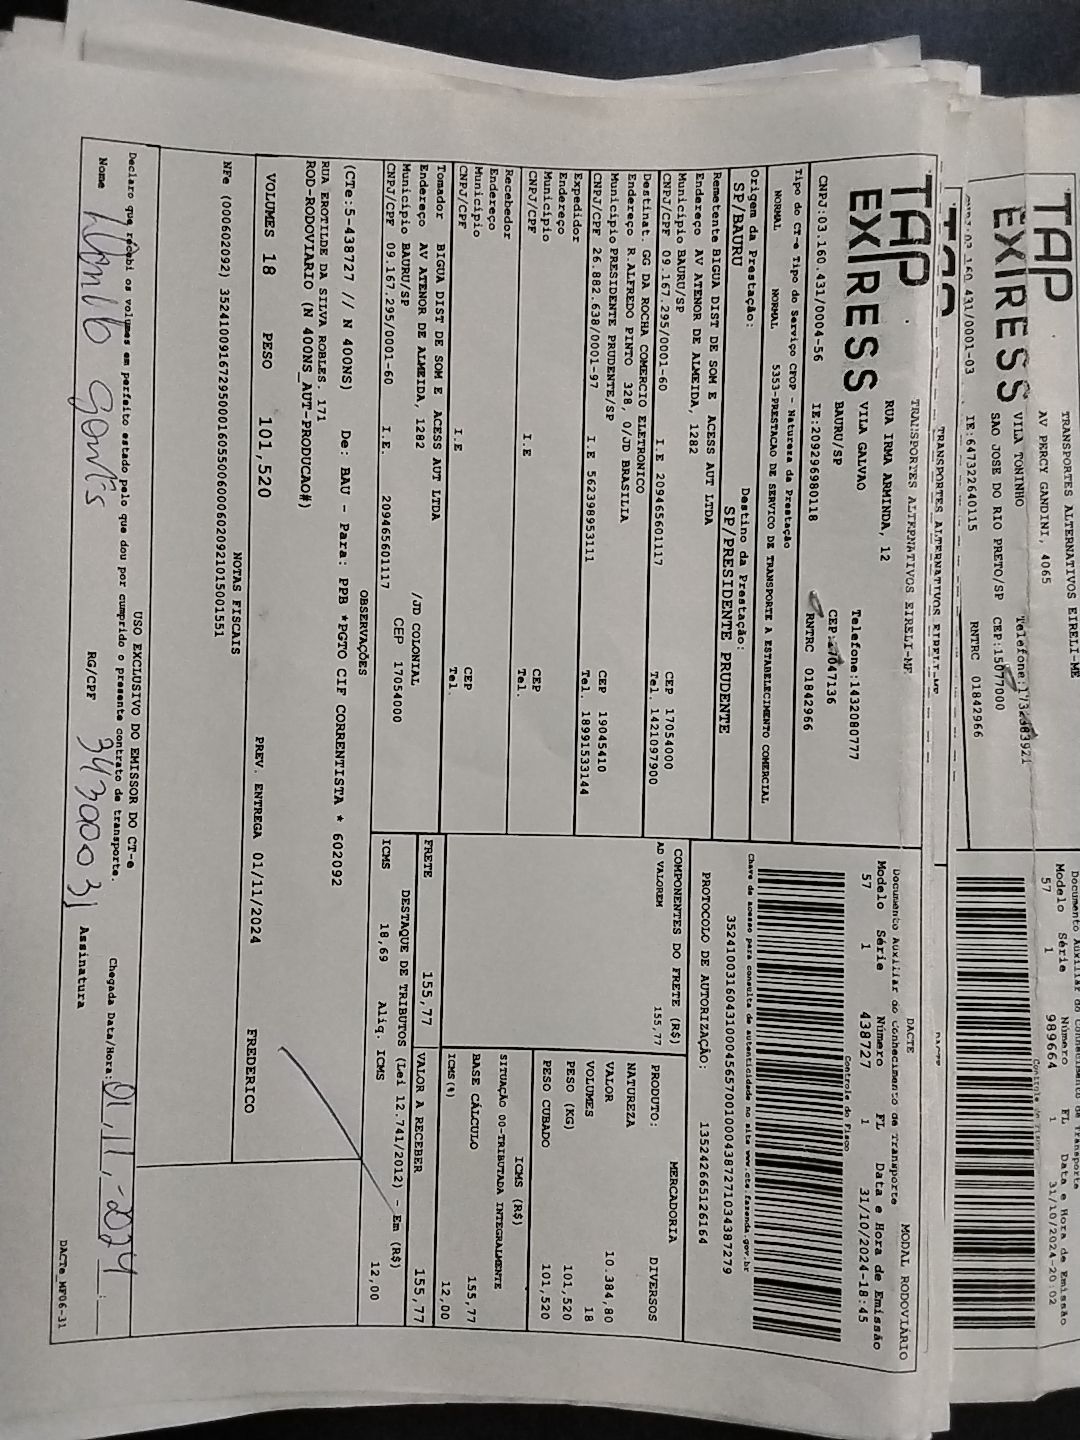 TAP
EXPRESS
TRANSPORTES ALTERNATIVOS EIRELI-ME
AV PERCY GANDINI, 4065
VILA TONINHO
SAO JOSE DO RIO PRETO/SP CEP:15077000
IE:647322640115 RNTRC 01842966
Modelo Série Número FL Data e Hora de Emissão
57 1 989664 1 31/10/2024-20:02
TRANSPORTES ALTERNATIVOS EIRELI-ME
TAP
EXPRESS
TRANSPORTES ALTERNATIVOS EIRELI-ME
RUA IRMA ARMINDA, 12
VILA GALVAO Telefone:1432080777
BAURU/SP
CNPJ:03.160.431/0004-56 IE:209296980118 RNTRC 01842966
DACTE MODAL RODOVIÁRIO
Documento Auxiliar do Conhecimento de Transporte
Modelo Série Número FL Data e Hora de Emissão
57 1 438727 1 31/10/2024-18:45
Controle do Fisco
Chave de acesso para consulta de autenticidade no site www.cte.fazenda.gov.br
35241003160431000456570010004387271034387279
PROTOCOLO DE AUTORIZAÇÃO: 135242665126164
Tipo do CT-e Tipo do Serviço CFOP - Natureza da Prestação
NORMAL NORMAL 5353-PRESTACAO DE SERVICO DE TRANSPORTE A ESTABELECIMENTO COMERCIAL
Origem da Prestação: Destino da Prestação:
SP/BAURU SP/PRESIDENTE PRUDENTE
Remetente BIGUA DIST DE SOM E ACESS AUT LTDA
Endereço AV ATENOR DE ALMEIDA, 1282
Município BAURU/SP CEP 17054000
CNPJ/CPF 09.167.295/0001-60 I.E 209465601117 Tel. 1421097900
Destinat. GG DA ROCHA COMERCIO ELETRONICO
Endereço R.ALFREDO PINTO 328, 0/JD BRASILIA
Município PRESIDENTE PRUDENTE/SP CEP 19045410
CNPJ/CPF 26.882.638/0001-97 I.E 562398953111 Tel. 18991533144
Expedidor
Endereço
Município CEP
CNPJ/CPF I.E Tel.
Recebedor
Endereço
Município CEP
CNPJ/CPF I.E Tel.
Tomador BIGUA DIST DE SOM E ACESS AUT LTDA
Endereço AV ATENOR DE ALMEIDA, 1282 /JD COLONIAL
Município BAURU/SP CEP 17054000
CNPJ/CPF 09.167.295/0001-60 I.E. 209465601117
COMPONENTES DO FRETE (R$)
AD VALOREM 155,77
MERCADORIA
PRODUTO: DIVERSOS
NATUREZA
VALOR 10.384,80
VOLUMES 18
PESO (KG) 101,520
PESO CUBADO 101,520
ICMS (R$)
SITUAÇÃO 00-TRIBUTADA INTEGRALMENTE
BASE CÁLCULO 155,77
ICMS(%) 12,00
FRETE 155,77 VALOR A RECEBER 155,77
DESTAQUE DE TRIBUTOS (Lei 12.741/2012) - Em (R$)
ICMS 18,69 Aliq. ICMS 12,00
OBSERVAÇÕES
(CTe:5-438727 // N 400NS) De: BAU - Para: PPB *PGTO CIF CORRENTISTA * 602092
RUA EROTILDE DA SILVA ROBLES. 171
ROD-RODOVIARIO (N 400NS_AUT-PRODUCAO#)
VOLUMES 18 PESO 101,520 PREV. ENTREGA 01/11/2024 FREDERICO
NOTAS FISCAIS
NFe (000602092) 35241009167295000160550060006020921015001551
USO EXCLUSIVO DO EMISSOR DO CT-e
Declaro que recebi os volumes em perfeito estado pelo que dou por cumprido o presente contrato de transporte.
Nome RG/CPF 34390031 Assinatura Chegada Data/Hora: 01,11,-2024
DACTe_MP06-31